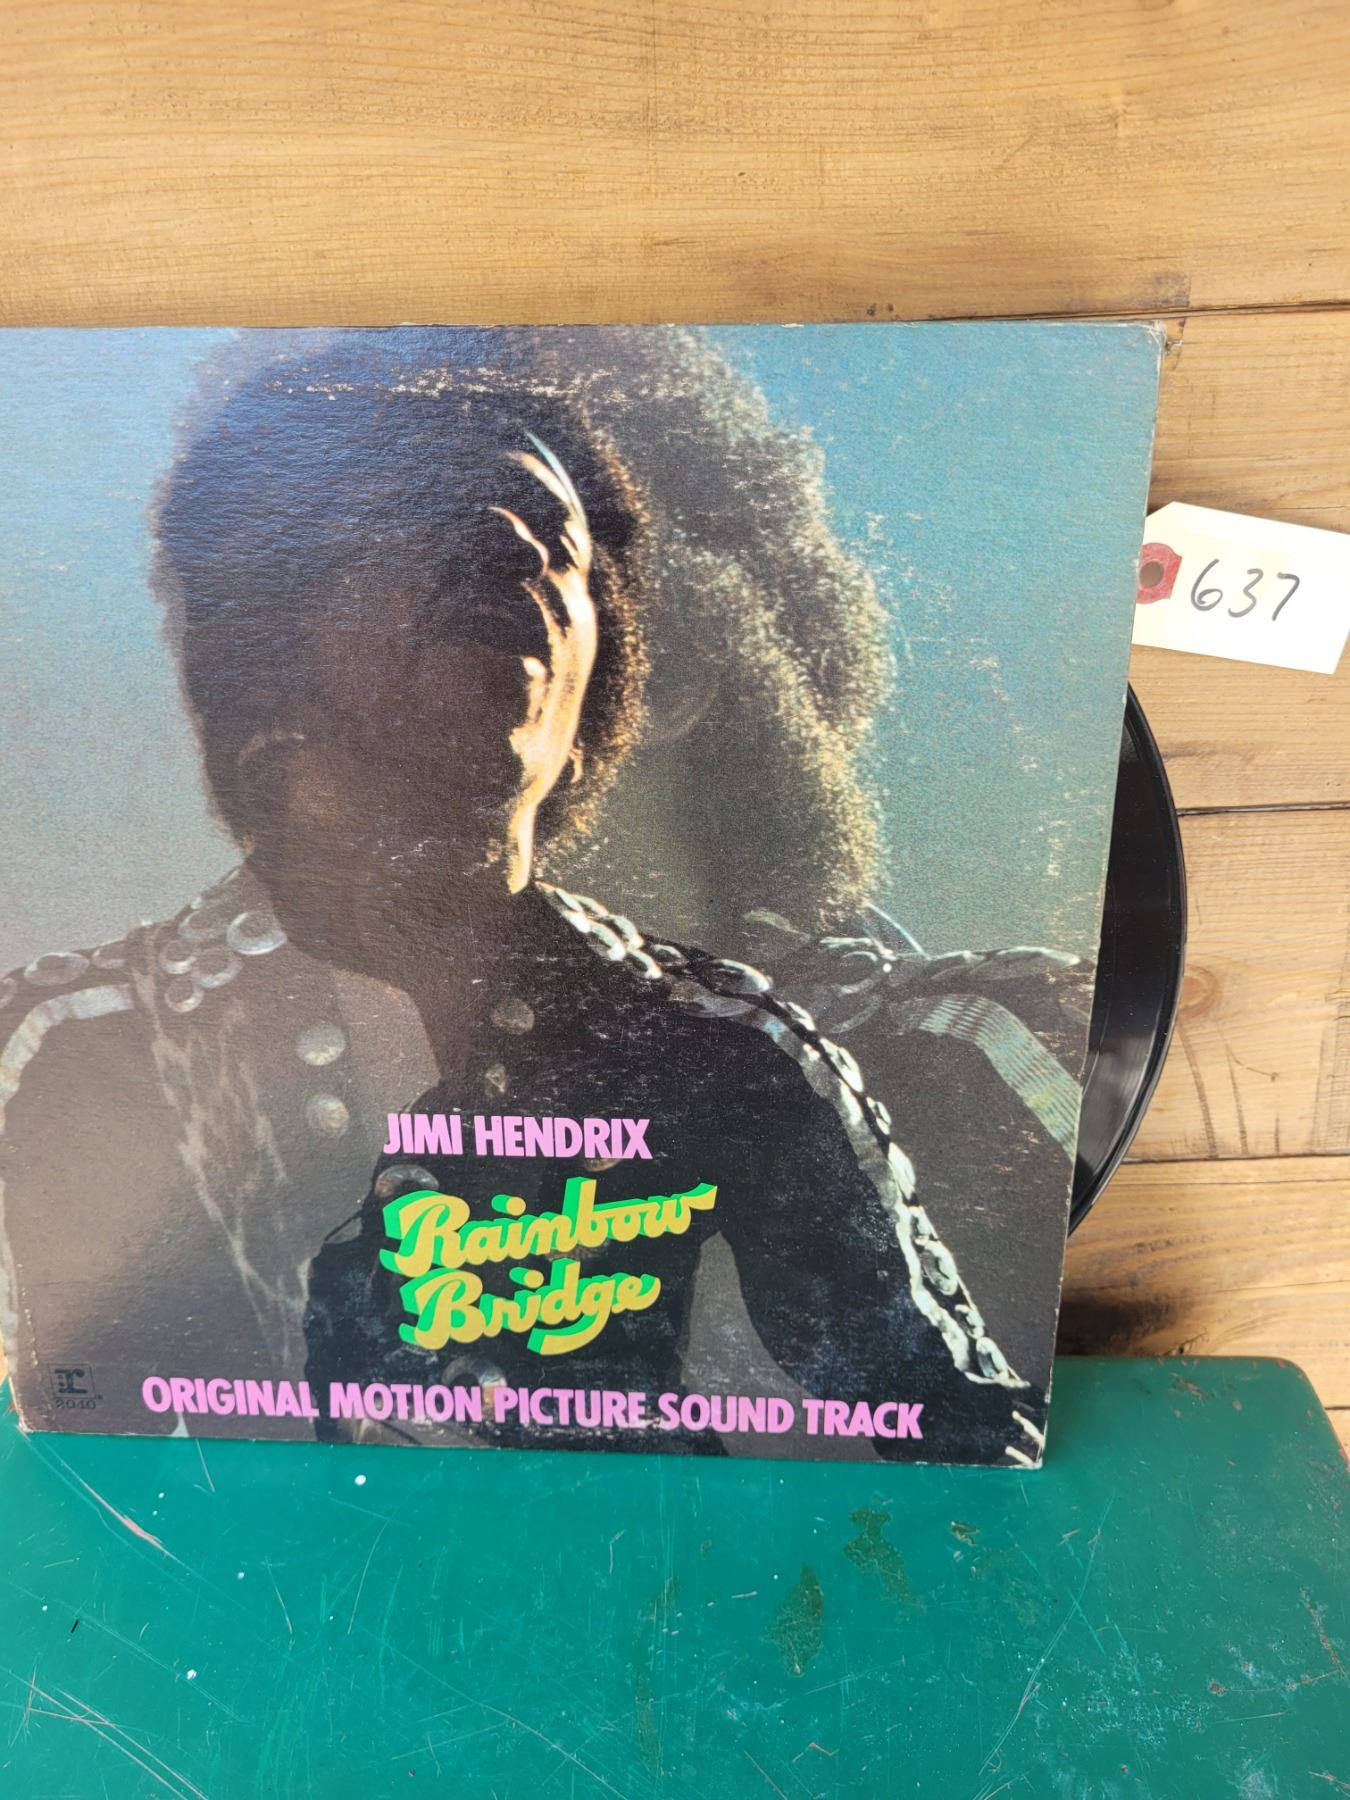 637
JIMI HENDRIX
Rainbow
Bridge
r
2040
ORIGINAL MOTION PICTURE SOUND TRACK